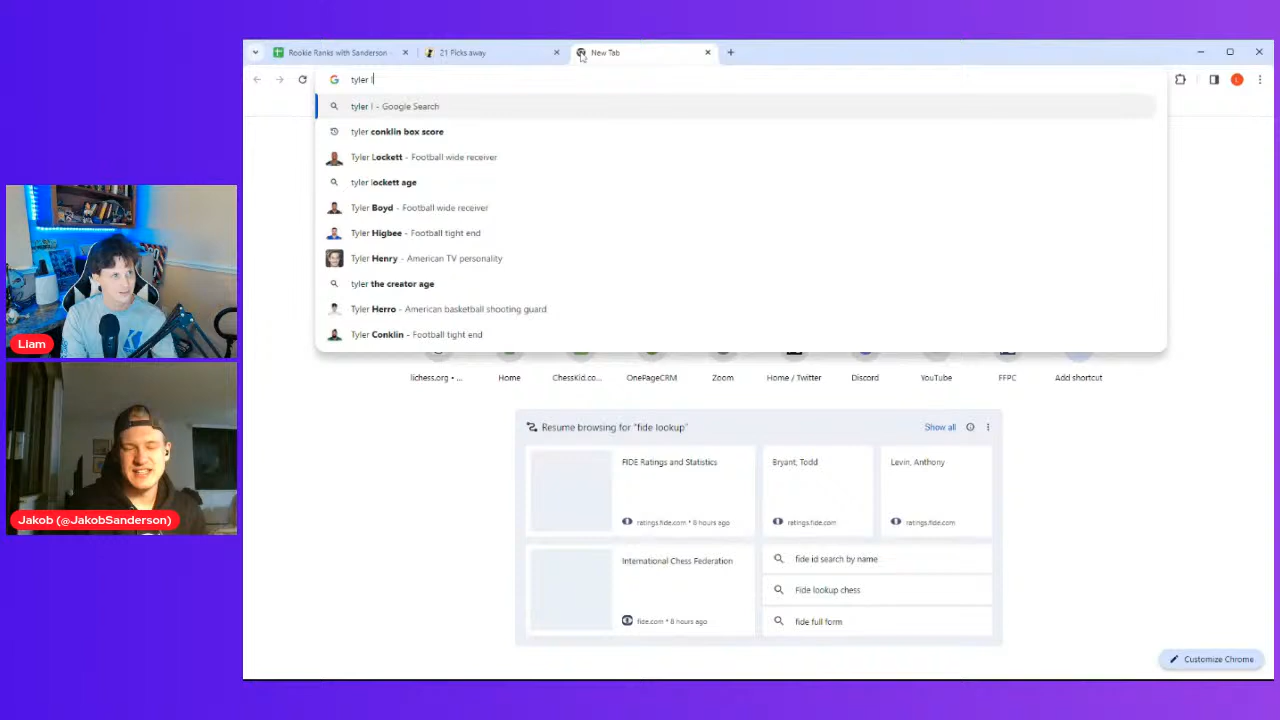 Rookie Ranks with Sanderson
21 Picks away
New Tab
tyler l
tyler l - Google Search
tyler conklin box score
Tyler Lockett - Football wide receiver
tyler lockett age
Tyler Boyd - Football wide receiver
Tyler Higbee - Football tight end
Tyler Henry - American TV personality
tyler the creator age
Tyler Herro - American basketball shooting guard
Tyler Conklin - Football tight end
L
lichess.org • ...
Home
ChessKid.co...
OnePageCRM
Zoom
Home / Twitter
Discord
YouTube
FFPC
Add shortcut
Resume browsing for "fide lookup"
Show all
FIDE Ratings and Statistics
ratings.fide.com • 8 hours ago
Bryant, Todd
ratings.fide.com
Levin, Anthony
ratings.fide.com
International Chess Federation
fide.com • 8 hours ago
fide id search by name
Fide lookup chess
fide full form
Customize Chrome
Liam
Jakob (@JakobSanderson)